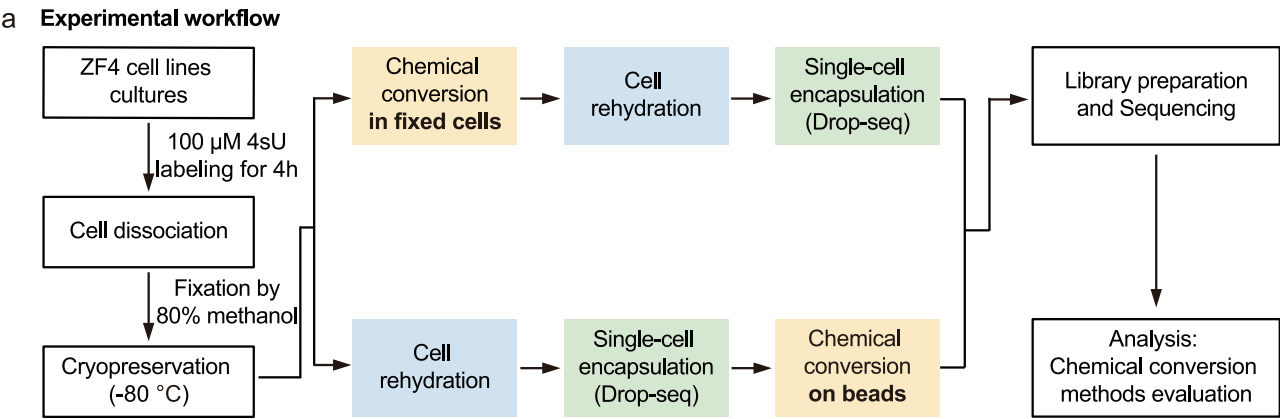 a Experimental workflow
ZF4 cell lines
cultures
100 µM 4sU
labeling for 4h
Cell dissociation
Fixation by
80% methanol
Cryopreservation
(-80 °C)
Chemical
conversion
in fixed cells
Cell
rehydration
Single-cell
encapsulation
(Drop-seq)
Cell
rehydration
Single-cell
encapsulation
(Drop-seq)
Chemical
conversion
on beads
Library preparation
and Sequencing
Analysis:
Chemical conversion
methods evaluation